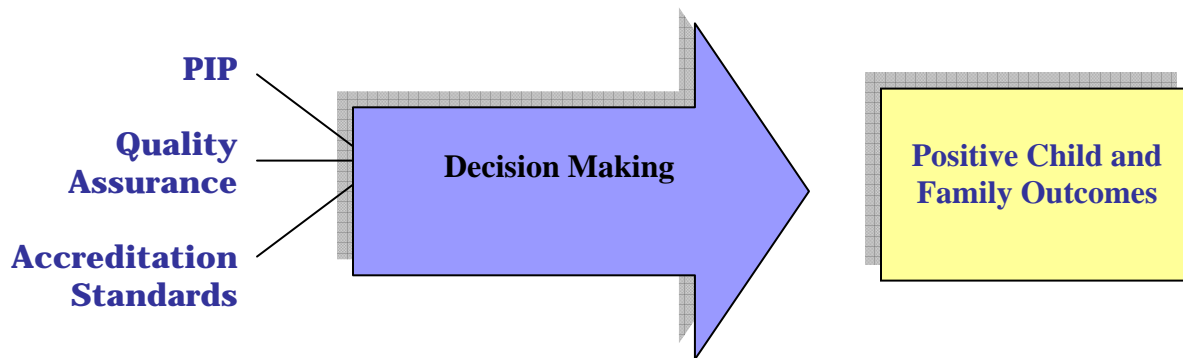 PIP
Quality
Assurance
Accreditation
Standards
Decision Making
Positive Child and
Family Outcomes